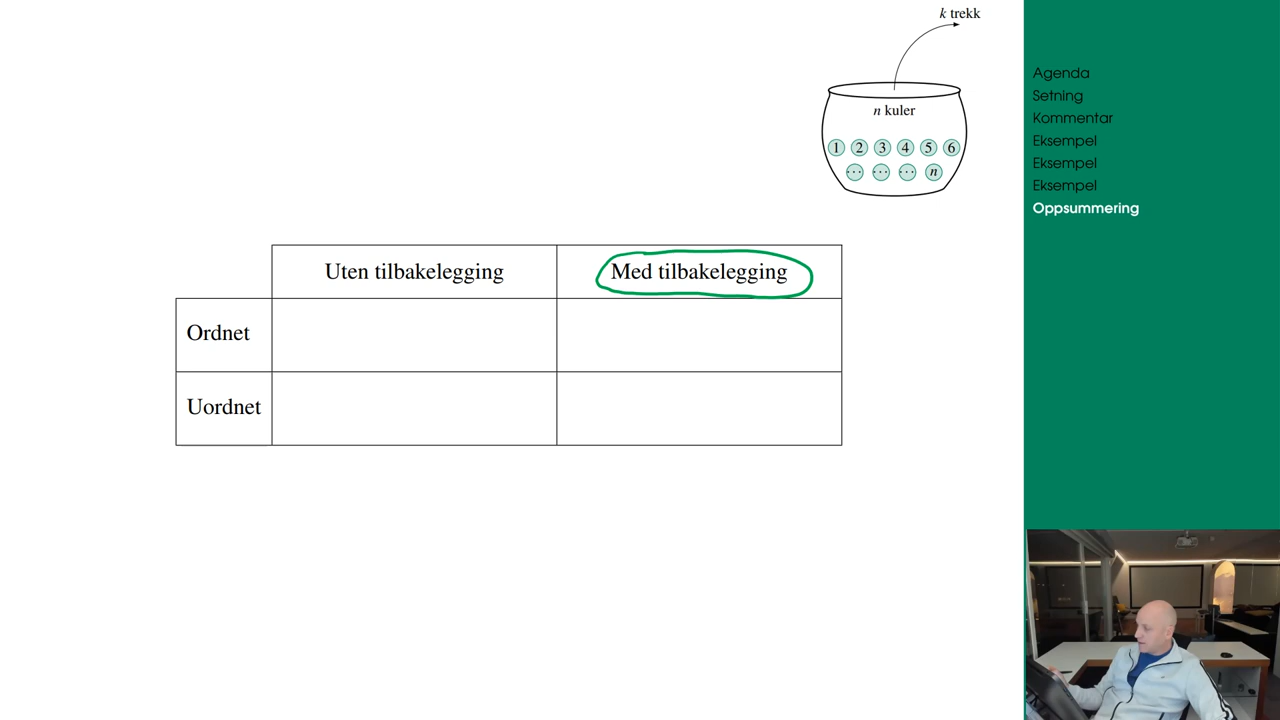 k trekk
n kuler
1 2 3 4 5 6
... ... ... n
Uten tilbakelegging Med tilbakelegging
Ordnet
Uordnet
Agenda
Setning
Kommentar
Eksempel
Eksempel
Eksempel
Oppsummering